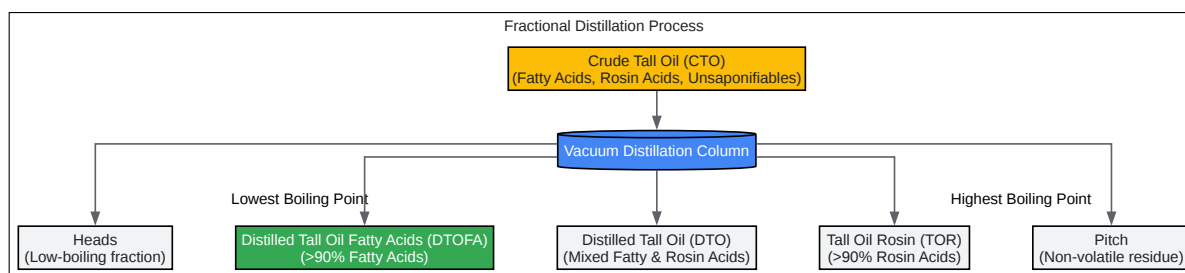 Fractional Distillation Process
Crude Tall Oil (CTO)
(Fatty Acids, Rosin Acids, Unsaponifiables)
Vacuum Distillation Column
Lowest Boiling Point
Highest Boiling Point
Heads
(Low-boiling fraction)
Distilled Tall Oil Fatty Acids (DTOFA)
(>90% Fatty Acids)
Distilled Tall Oil (DTO)
(Mixed Fatty & Rosin Acids)
Tall Oil Rosin (TOR)
(>90% Rosin Acids)
Pitch
(Non-volatile residue)